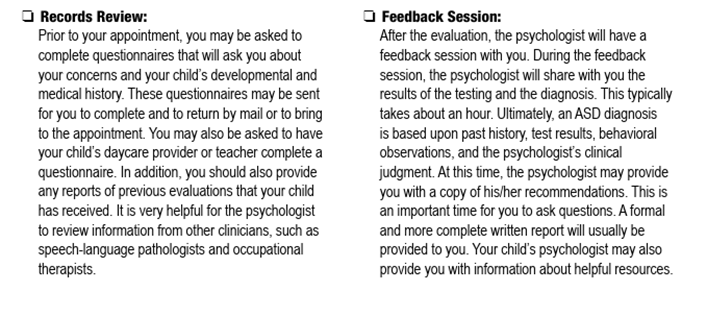 ❏ Records Review:
Prior to your appointment, you may be asked to
complete questionnaires that will ask you about
your concerns and your child's developmental and
medical history. These questionnaires may be sent
for you to complete and to return by mail or to bring
to the appointment. You may also be asked to have
your child's daycare provider or teacher complete a
questionnaire. In addition, you should also provide
any reports of previous evaluations that your child
has received. It is very helpful for the psychologist
to review information from other clinicians, such as
speech-language pathologists and occupational
therapists.
❏ Feedback Session:
After the evaluation, the psychologist will have a
feedback session with you. During the feedback
session, the psychologist will share with you the
results of the testing and the diagnosis. This typically
takes about an hour. Ultimately, an ASD diagnosis
is based upon past history, test results, behavioral
observations, and the psychologist's clinical
judgment. At this time, the psychologist may provide
you with a copy of his/her recommendations. This is
an important time for you to ask questions. A formal
and more complete written report will usually be
provided to you. Your child's psychologist may also
provide you with information about helpful resources.